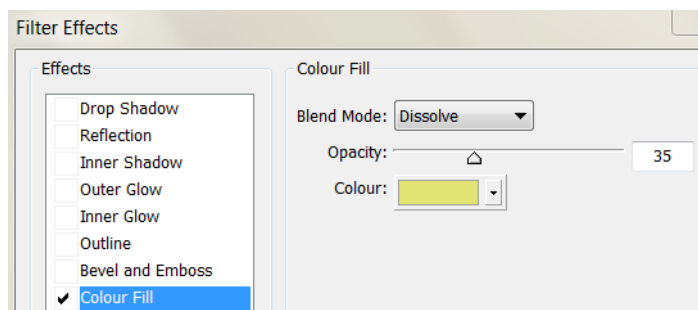 Filter Effects
Effects
Drop Shadow
Reflection
Inner Shadow
Outer Glow
Inner Glow
Outline
Bevel and Emboss
Colour Fill
Colour Fill
Blend Mode: Dissolve
Opacity: 35
Colour: